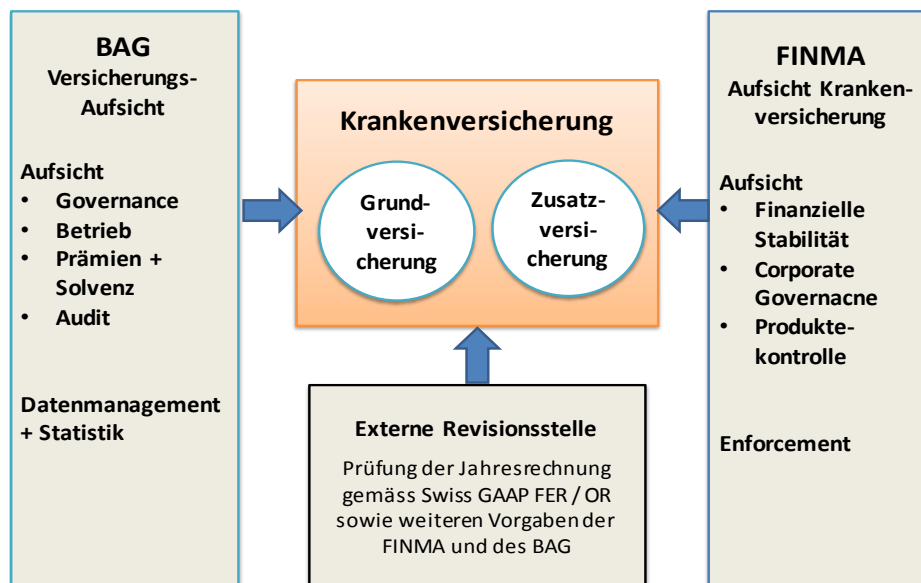 BAG
Versicherungs-
Aufsicht
Aufsicht
• Governance
• Betrieb
• Prämien +
Solvenz
• Audit
Datenmanagement
+ Statistik
Krankenversicherung
Grund-
versi-
cherung
Zusatz-
versi-
cherung
Externe Revisionsstelle
Prüfung der Jahresrechnung
gemäss Swiss GAAP FER / OR
sowie weiteren Vorgaben der
FINMA und des BAG
FINMA
Aufsicht Kranken-
versicherung
Aufsicht
• Finanzielle
Stabilität
• Corporate
Governacne
• Produkte-
kontrolle
Enforcement